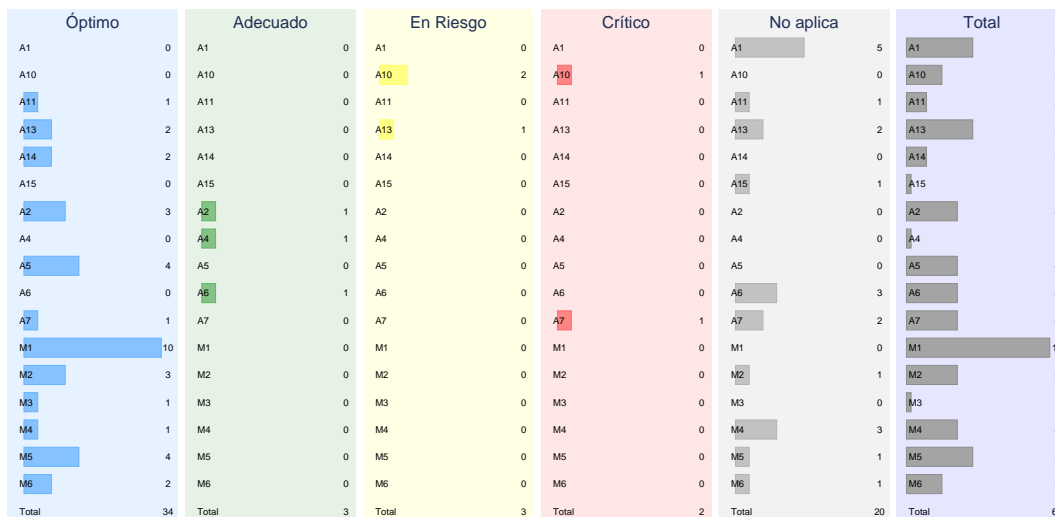 Óptimo
A1 0
A10 0
A11 1
A13 2
A14 2
A15 0
A2 3
A4 0
A5 4
A6 0
A7 1
M1 10
M2 3
M3 1
M4 1
M5 4
M6 2
Total 34
Adecuado
A1 0
A10 0
A11 0
A13 0
A14 0
A15 0
A2 1
A4 1
A5 0
A6 1
A7 0
M1 0
M2 0
M3 0
M4 0
M5 0
M6 0
Total 3
En Riesgo
A1 0
A10 2
A11 0
A13 1
A14 0
A15 0
A2 0
A4 0
A5 0
A6 0
A7 0
M1 0
M2 0
M3 0
M4 0
M5 0
M6 0
Total 3
Crítico
A1 0
A10 1
A11 0
A13 0
A14 0
A15 0
A2 0
A4 0
A5 0
A6 0
A7 1
M1 0
M2 0
M3 0
M4 0
M5 0
M6 0
Total 2
No aplica
A1 5
A10 0
A11 1
A13 2
A14 0
A15 1
A2 0
A4 0
A5 0
A6 3
A7 2
M1 0
M2 1
M3 0
M4 3
M5 1
M6 1
Total 20
Total
A1
A10
A11
A13
A14
A15
A2
A4
A5
A6
A7
M1
M2
M3
M4
M5
M6
Total